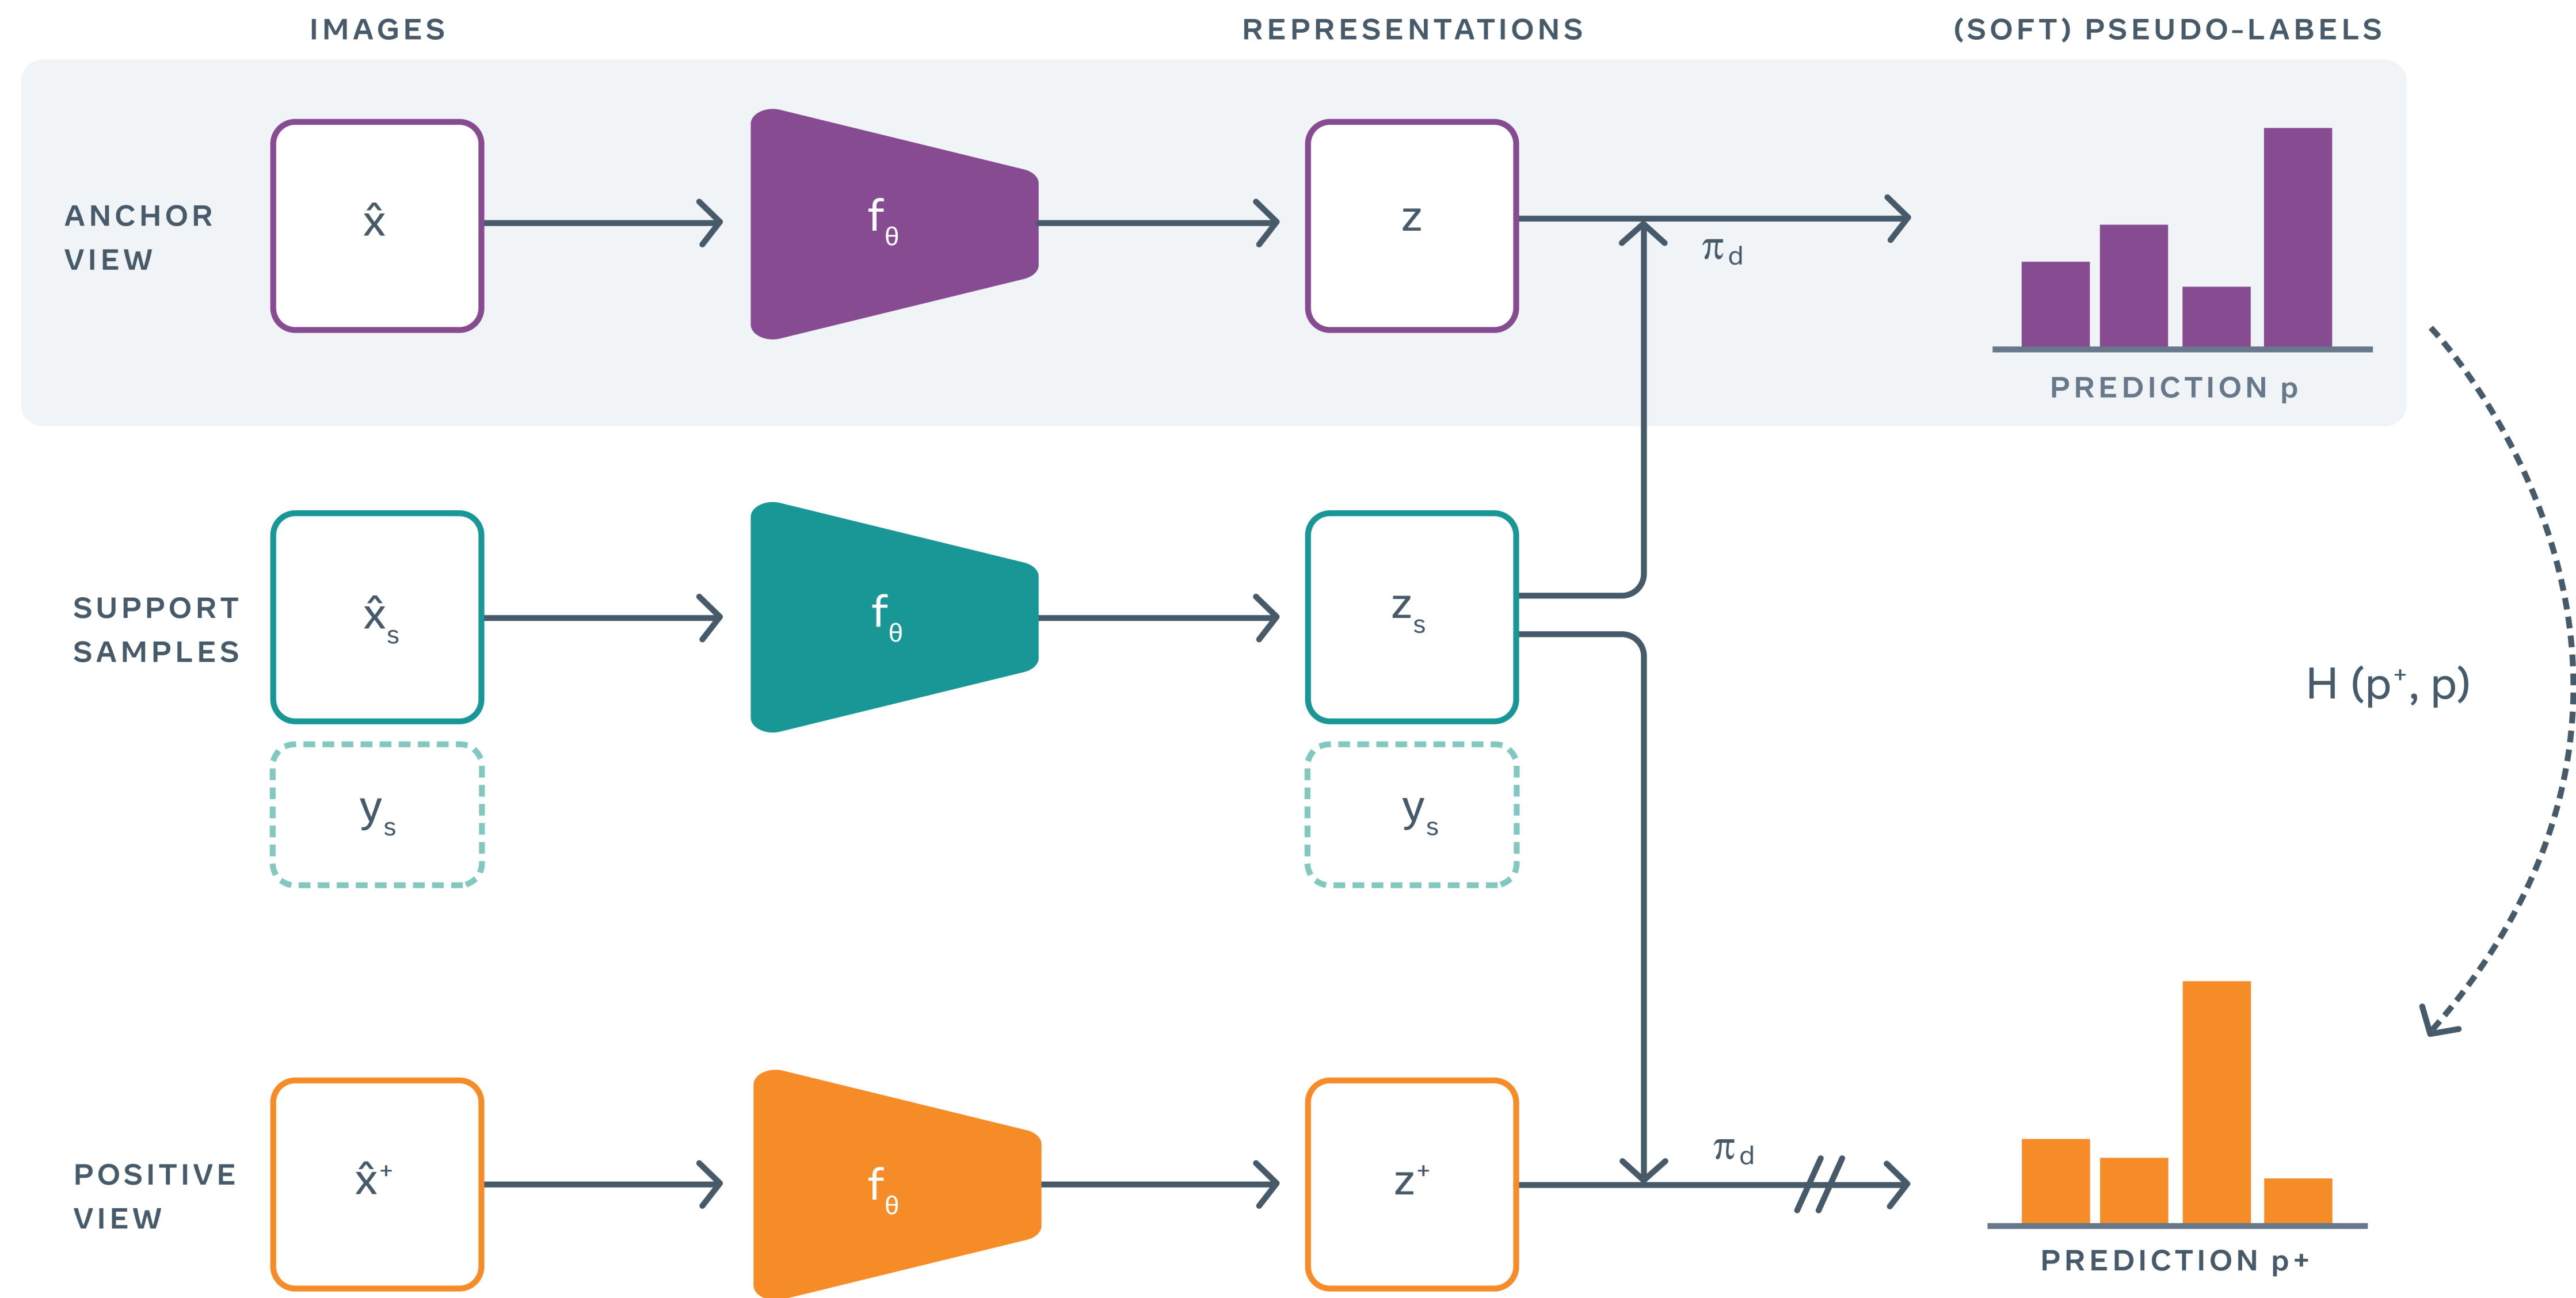 IMAGES
REPRESENTATIONS
(SOFT) PSEUDO-LABELS
ANCHOR
VIEW
x̂
fθ
z
πd
PREDICTION p
SUPPORT
SAMPLES
x̂s
fθ
zs
H (p⁺, p)
ys
ys
POSITIVE
VIEW
x̂⁺
fθ
z⁺
πd
PREDICTION p+